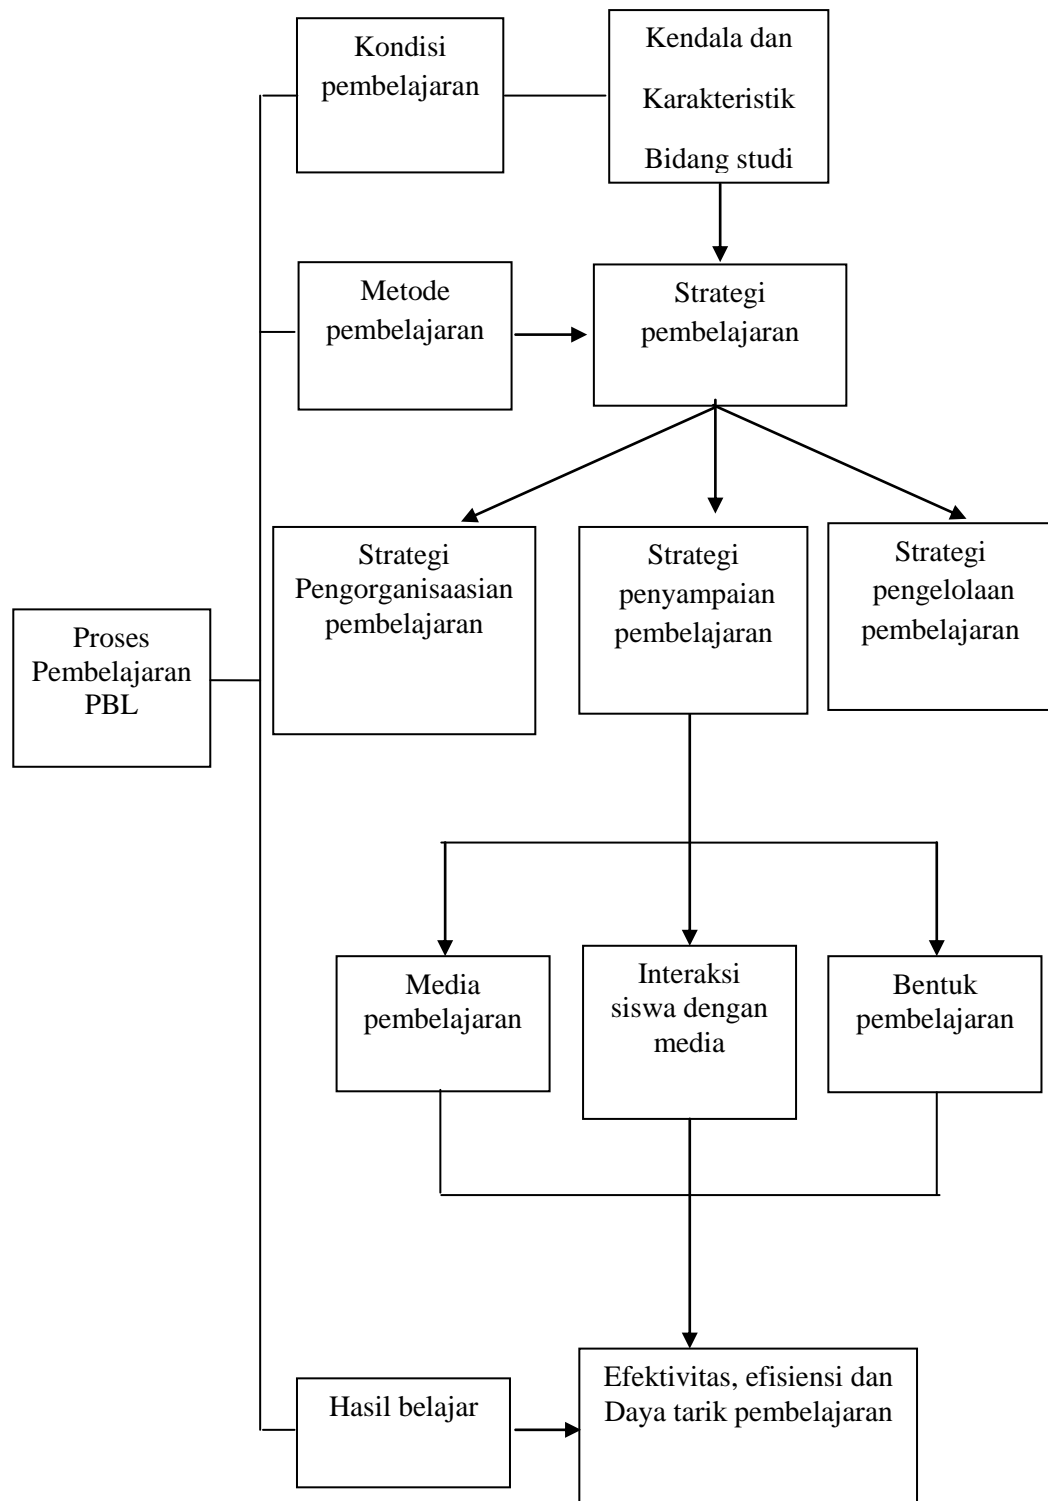 Kondisi
pembelajaran
Kendala dan
Karakteristik
Bidang studi
Metode
pembelajaran
Strategi
pembelajaran
Strategi
Pengorganisaasian
pembelajaran
Strategi
penyampaian
pembelajaran
Strategi
pengelolaan
pembelajaran
Proses
Pembelajaran
PBL
Media
pembelajaran
Interaksi
siswa dengan
media
Bentuk
pembelajaran
Hasil belajar
Efektivitas, efisiensi dan
Daya tarik pembelajaran